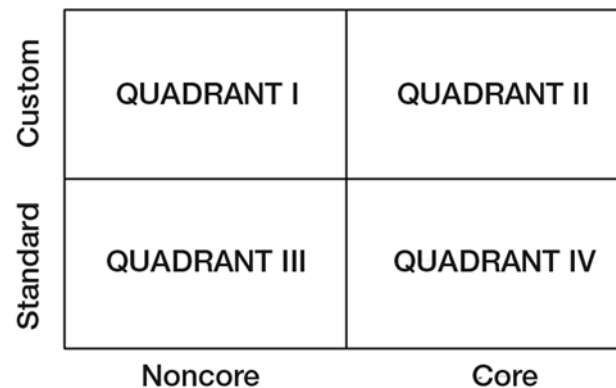 Custom
QUADRANT I
QUADRANT II
Standard
QUADRANT III
QUADRANT IV
Noncore
Core